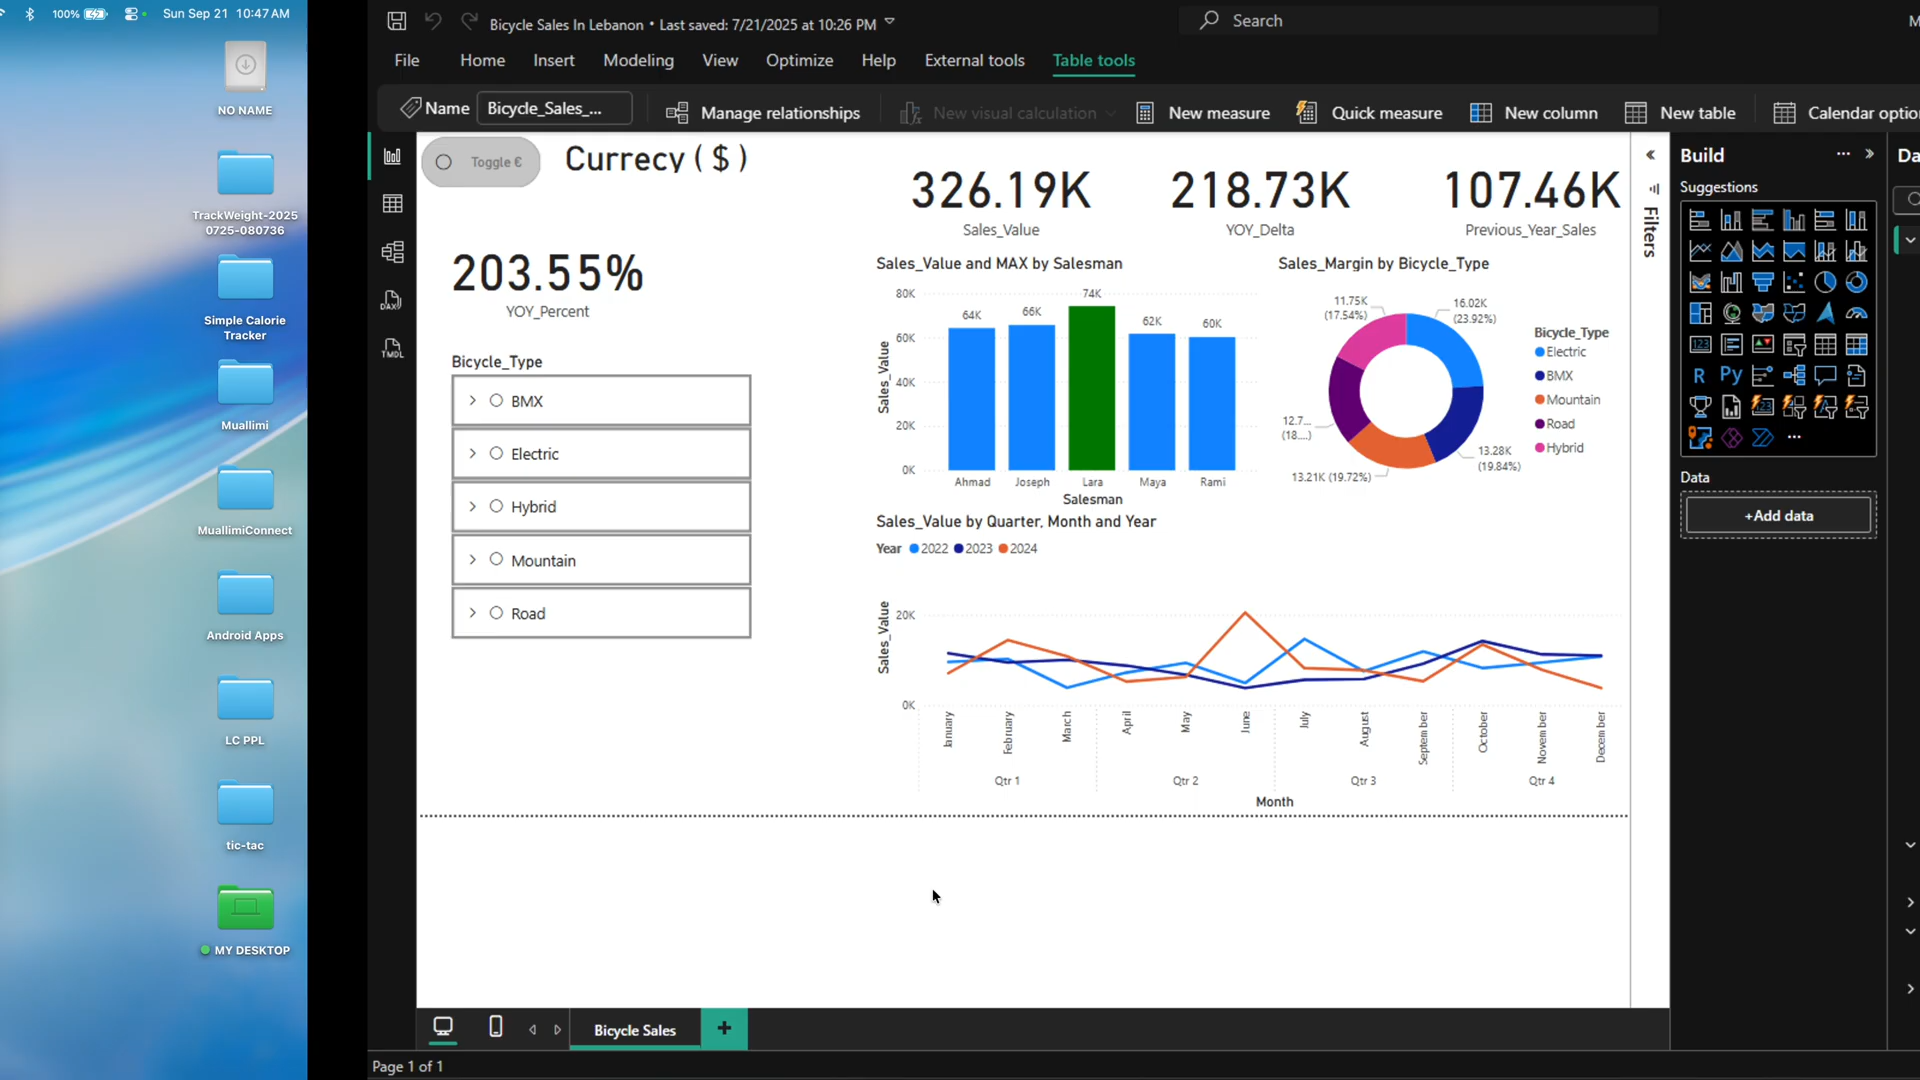 100% Sun Sep 21 10:47 AM
NO NAME
TrackWeight-2025
0725-080736
Simple Calorie
Tracker
Muallimi
MuallimiConnect
Android Apps
LC PPL
tic-tac
MY DESKTOP
Bicycle Sales In Lebanon • Last saved: 7/21/2025 at 10:26 PM
Search
File Home Insert Modeling View Optimize Help External tools Table tools
Name Bicycle_Sales_... Manage relationships New visual calculation New measure Quick measure New column New table Calendar optio
Toggle €
Currecy ( $ )
326.19K
Sales_Value
218.73K
YOY_Delta
107.46K
Previous_Year_Sales
203.55%
YOY_Percent
Bicycle_Type
BMX
Electric
Hybrid
Mountain
Road
Sales_Value and MAX by Salesman
Sales_Value
80K
60K
40K
20K
0K
64K
66K
74K
62K
60K
Ahmad Joseph Lara Maya Rami
Salesman
Sales_Margin by Bicycle_Type
11.75K
(17.54%)
16.02K
(23.92%)
12.7...
(18....)
13.28K
(19.84%)
13.21K (19.72%)
Bicycle_Type
Electric
BMX
Mountain
Road
Hybrid
Sales_Value by Quarter, Month and Year
Year 2022 2023 2024
Sales_Value
20K
0K
January February March April May June July August September October November December
Qtr 1 Qtr 2 Qtr 3 Qtr 4
Month
Filters
Build
Suggestions
123
R Py
123
Data
+Add data
Da
DAX
TMDL
Bicycle Sales
Page 1 of 1